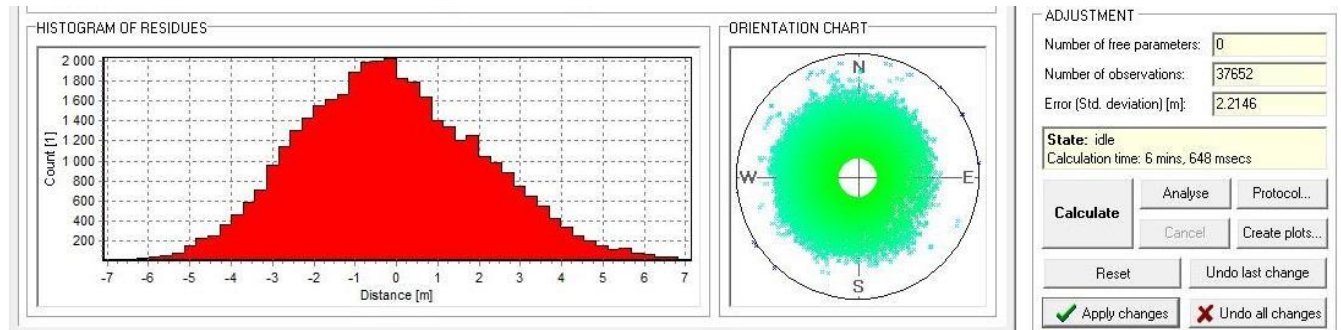 HISTOGRAM OF RESIDUES
2 000
1 800
1 600
1 400
1 200
1 000
800
600
400
200
Count [1]
-7 -6 -5 -4 -3 -2 -1 0 1 2 3 4 5 6 7
Distance [m]
ORIENTATION CHART
N
W E
S
ADJUSTMENT
Number of free parameters: 0
Number of observations: 37652
Error (Std. deviation) [m]: 2.2146
State: idle
Calculation time: 6 mins, 648 msecs
Calculate Analyse Protocol...
Cancel Create plots...
Reset Undo last change
Apply changes Undo all changes